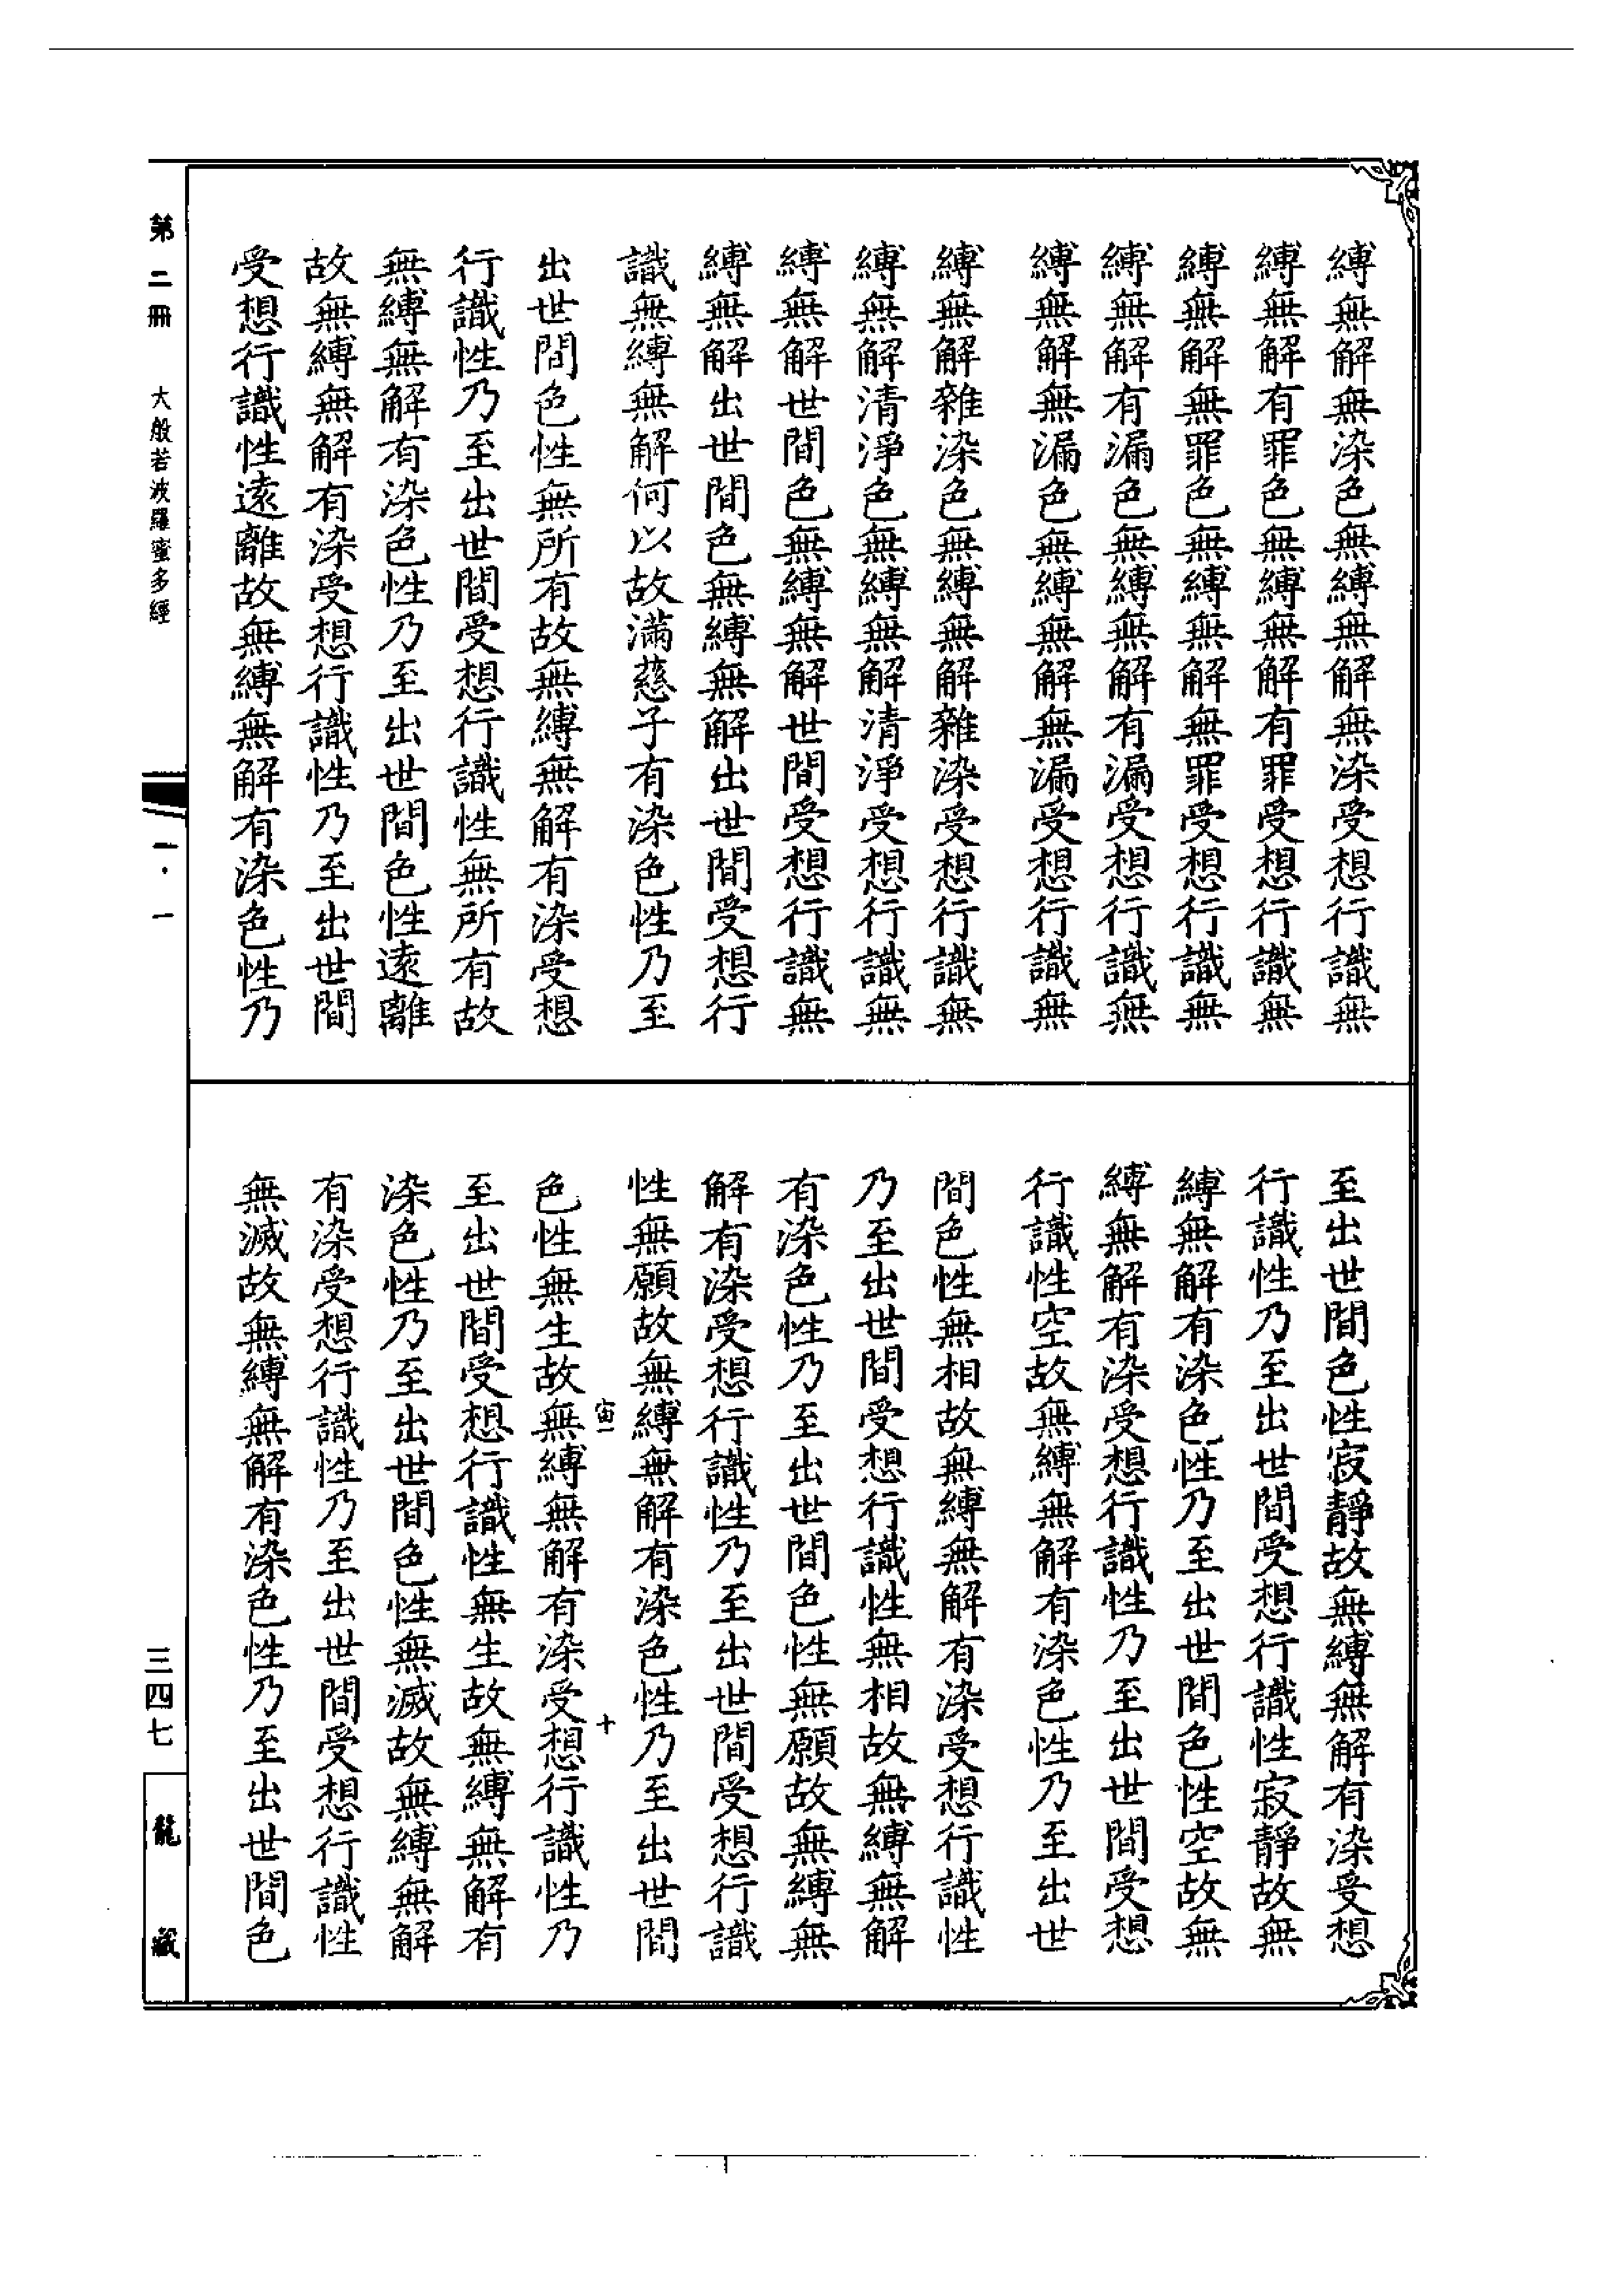 縛無解無染色無縛無解無染受想行識無
縛無解有罪色無縛無解有罪受想行識無
縛無解無罪色無縛無解無罪受想行識無
縛無解有漏色無縛無解有漏受想行識無
縛無解無漏色無縛無解無漏受想行識無
縛無解雜染色無縛無解雜染受想行識無
縛無解清淨色無縛無解清淨受想行識無
縛無解世間色無縛無解世間受想行識無
縛無解出世間色無縛無解出世間受想行
識無縛無解何以故滿慈子有染色性乃至
出世間色性無所有故無縛無解有染受想
行識性乃至出世間受想行識性無所有故
無縛無解有染色性乃至出世間色性遠離
故無縛無解有染受想行識性乃至出世間
受想行識性遠離故無縛無解有染色性乃
至出世間色性寂靜故無縛無解有染受想
行識性乃至出世間受想行識性寂靜故無
縛無解有染色性乃至出世間色性空故無
縛無解有染受想行識性乃至出世間受想
行識性空故無縛無解有染色性乃至出世
間色性無相故無縛無解有染受想行識性
乃至出世間受想行識性無相故無縛無解
有染色性乃至出世間色性無願故無縛無
解有染受想行識性乃至出世間受想行識
性無願故無縛無解有染色性乃至出世間
宙一 十
色性無生故無縛無解有染受想行識性乃
至出世間受想行識性無生故無縛無解有
染色性乃至出世間色性無滅故無縛無解
有染受想行識性乃至出世間受想行識性
無滅故無縛無解有染色性乃至出世間色
第二冊 大般若波羅蜜多經 一·一 三四七 龍藏